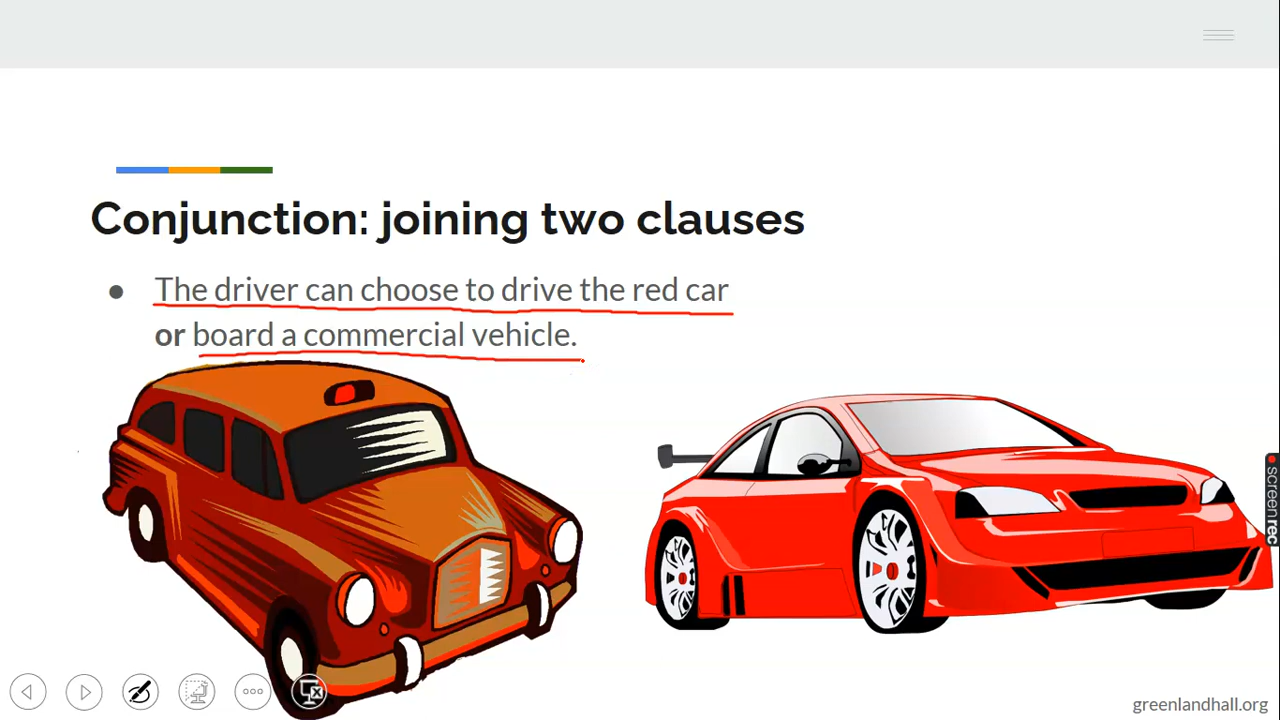 Conjunction: joining two clauses
● The driver can choose to drive the red car
or board a commercial vehicle.
screenrec
greenlandhall.org